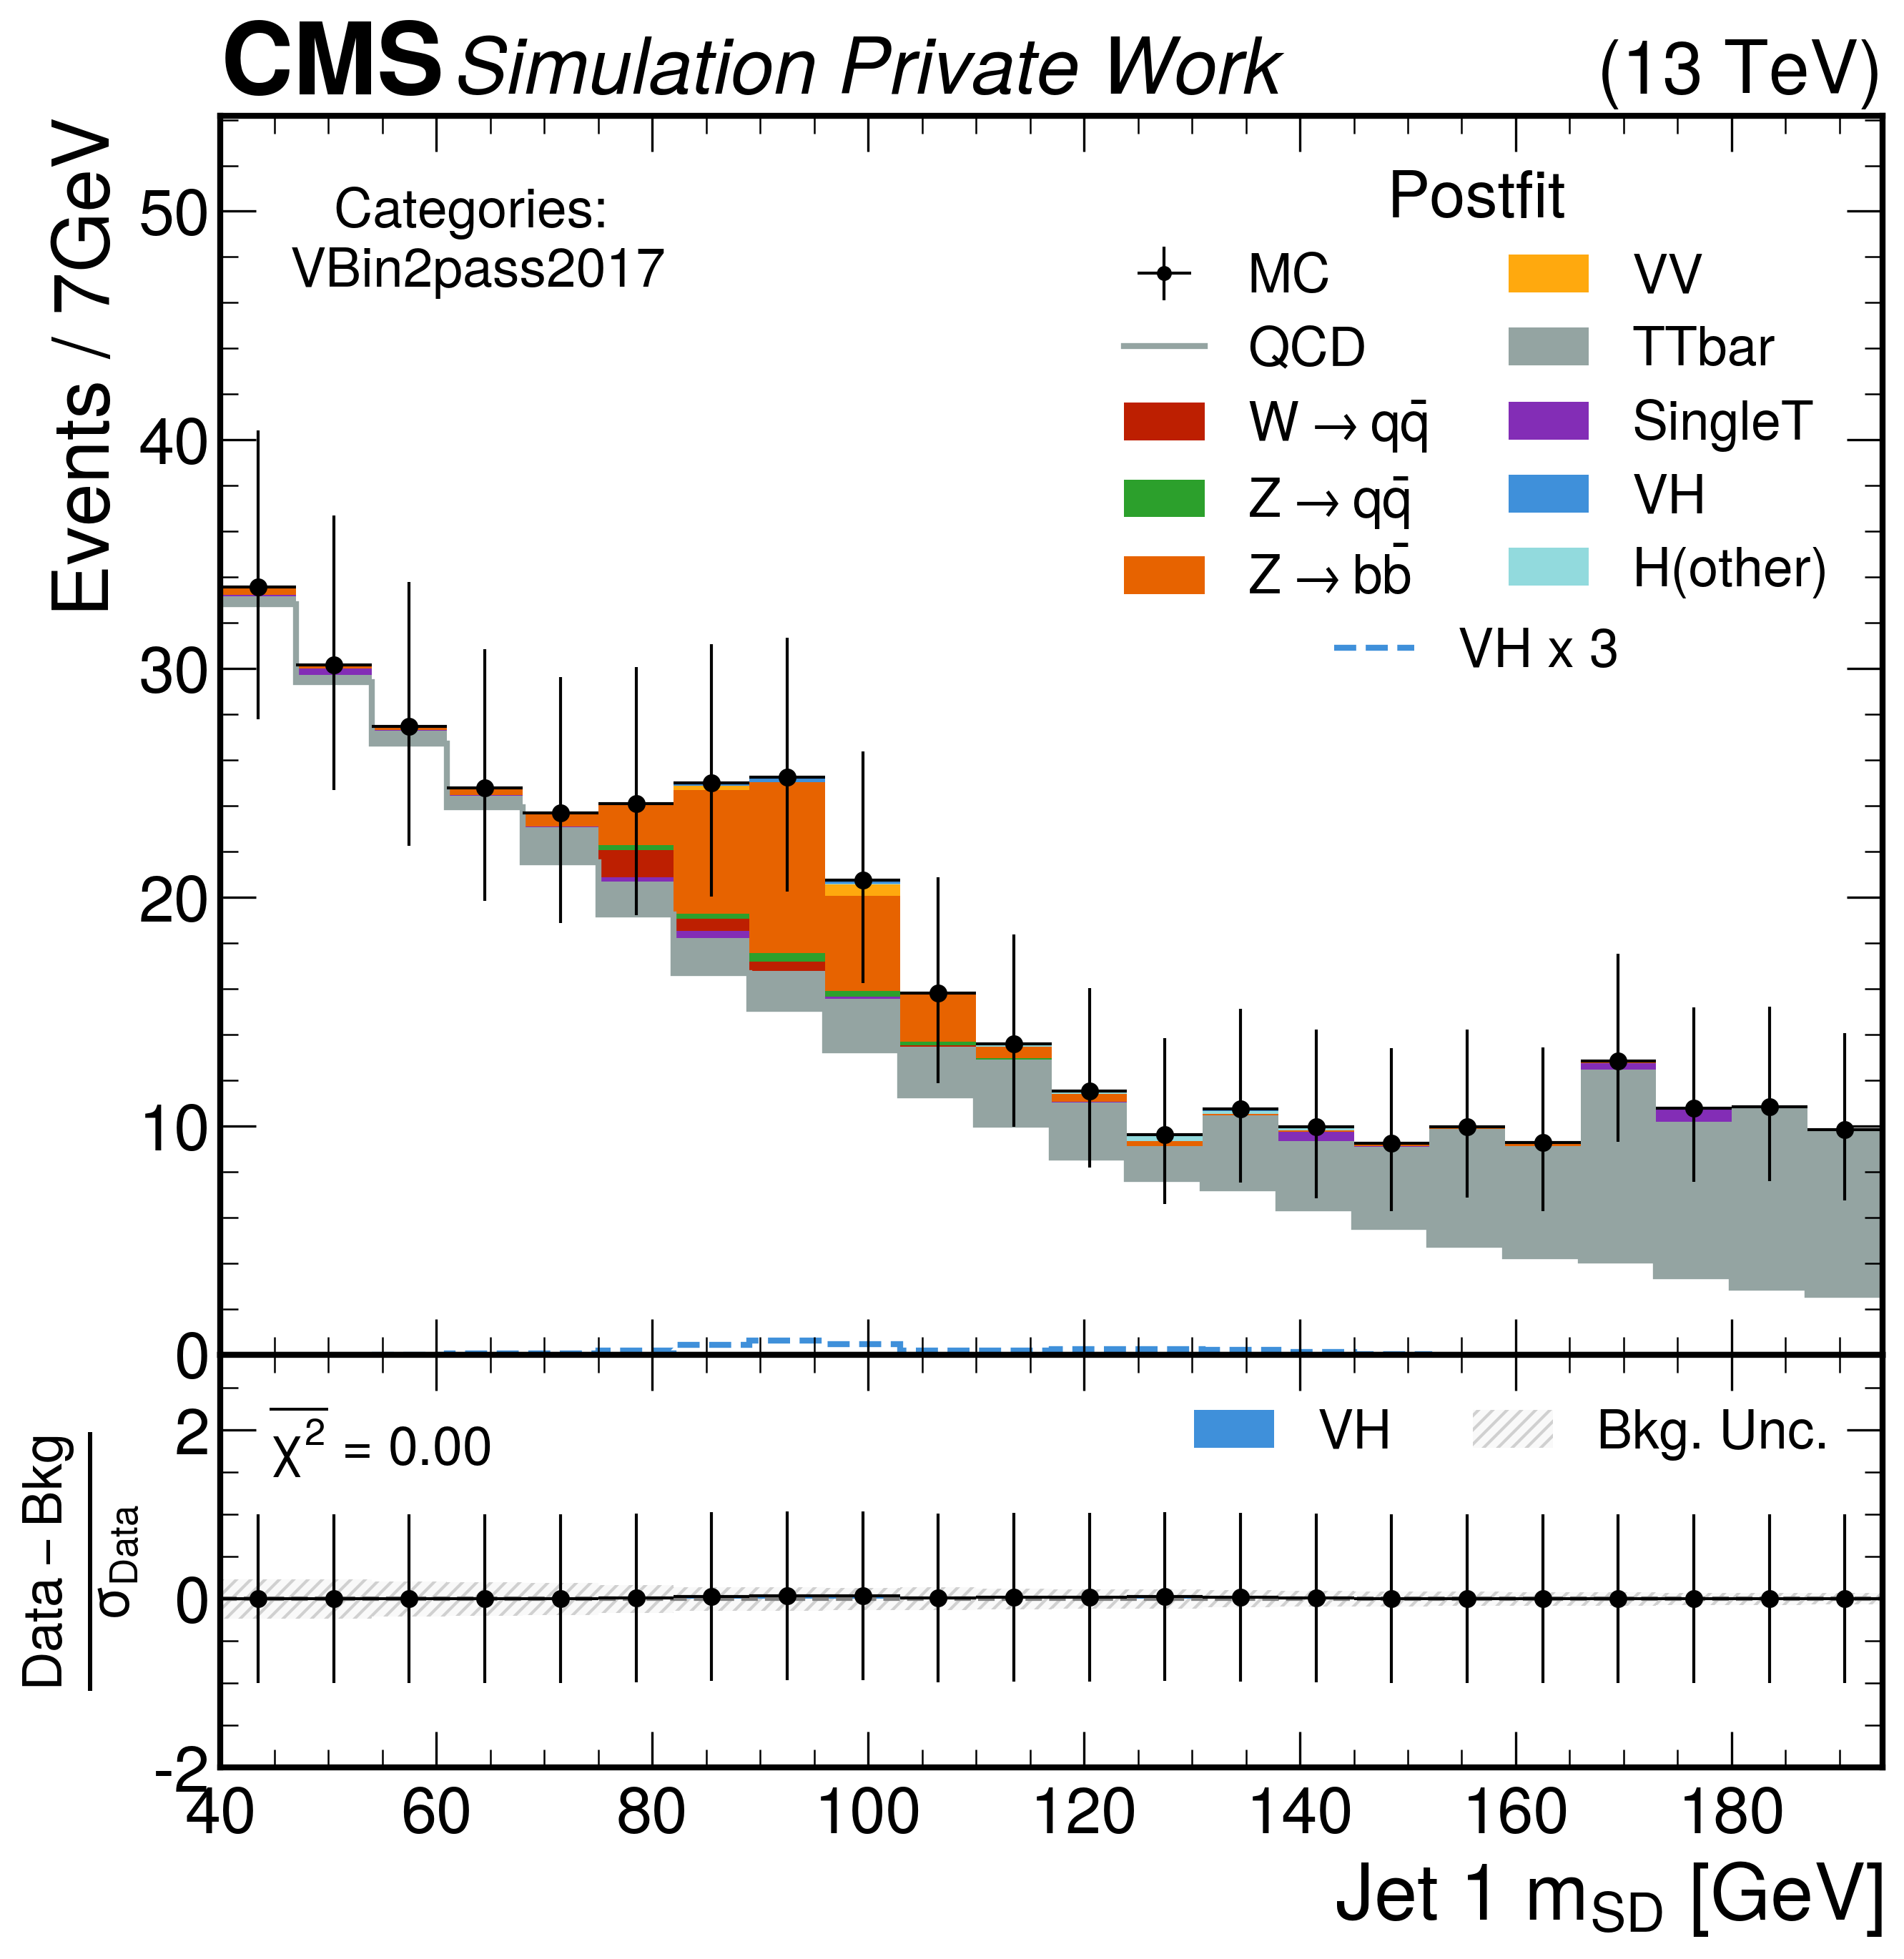 CMS Simulation Private Work (13 TeV)
Events / 7GeV
50
40
30
20
10
0
Categories:
VBin2pass2017
Postfit
MC
QCD
W → qq̄
Z → qq̄
Z → bb̄
VV
TTbar
SingleT
VH
H(other)
VH x 3
Data − Bkg
σData
2
0
-2
χ² = 0.00
VH
Bkg. Unc.
40 60 80 100 120 140 160 180
Jet 1 mSD [GeV]